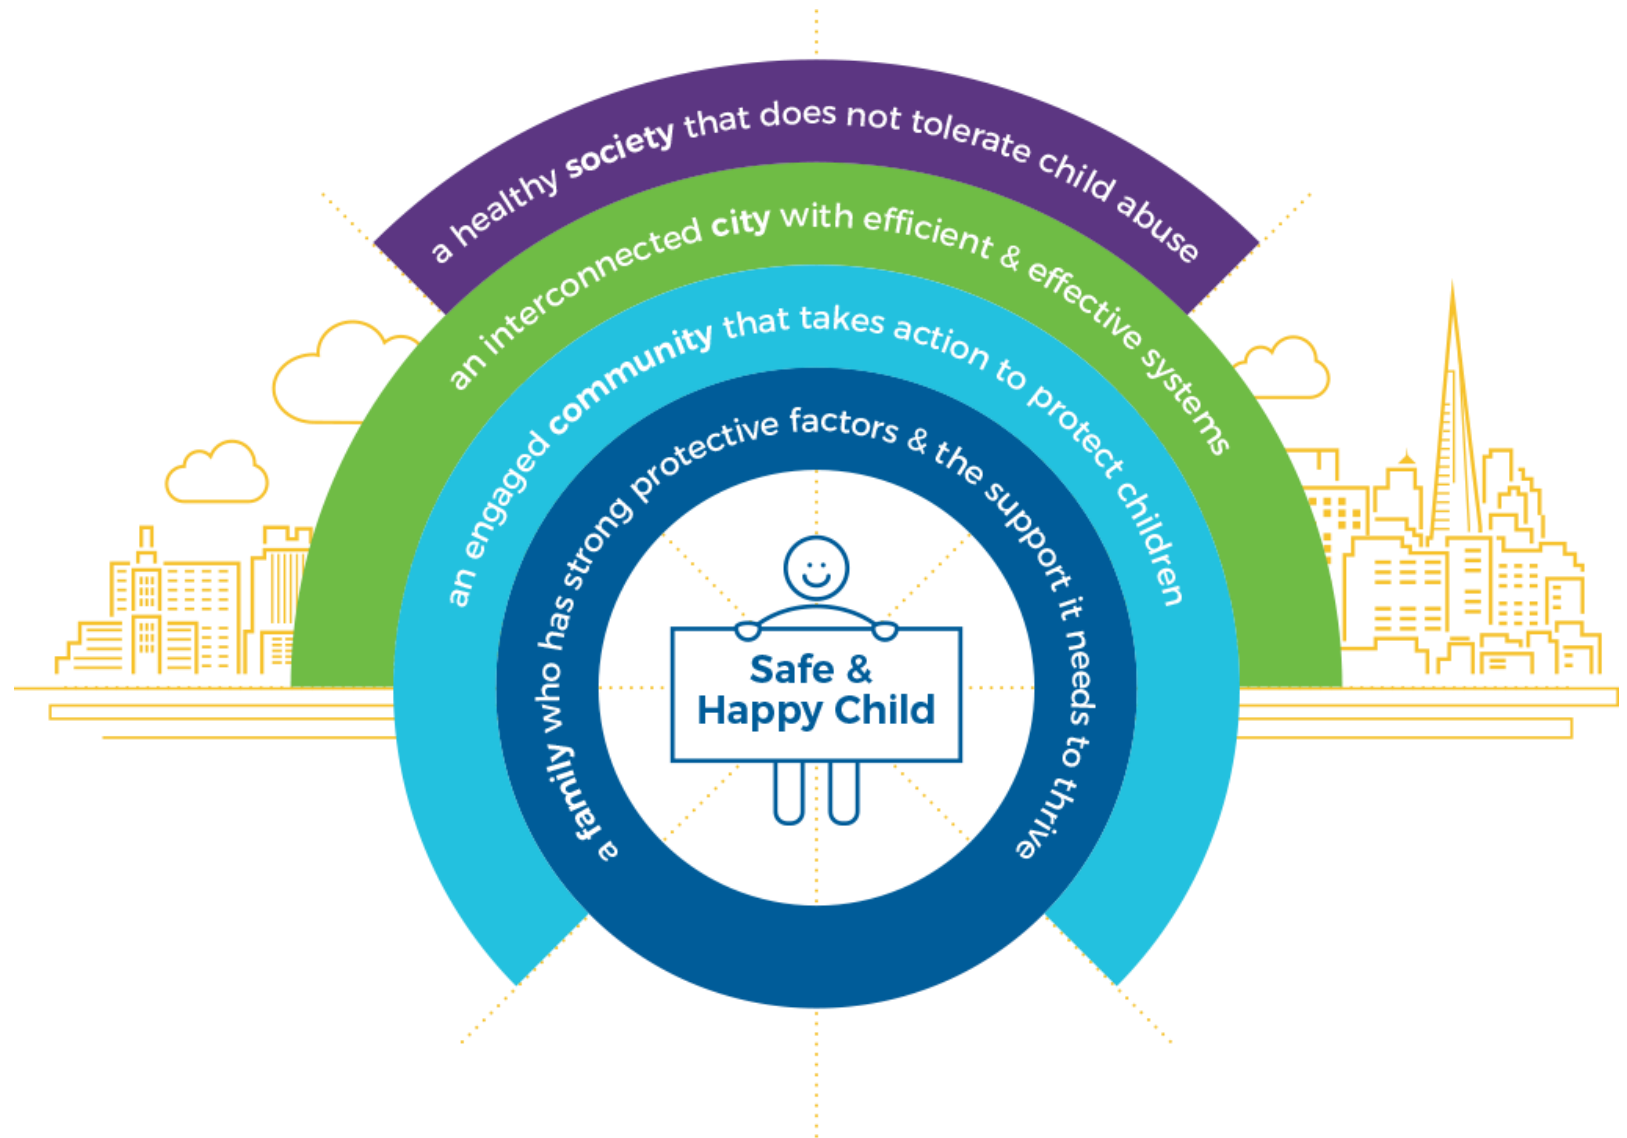 a healthy society that does not tolerate child abuse
an interconnected city with efficient & effective systems
an engaged community that takes action to protect children
a family who has strong protective factors & the support it needs to thrive
Safe &
Happy Child